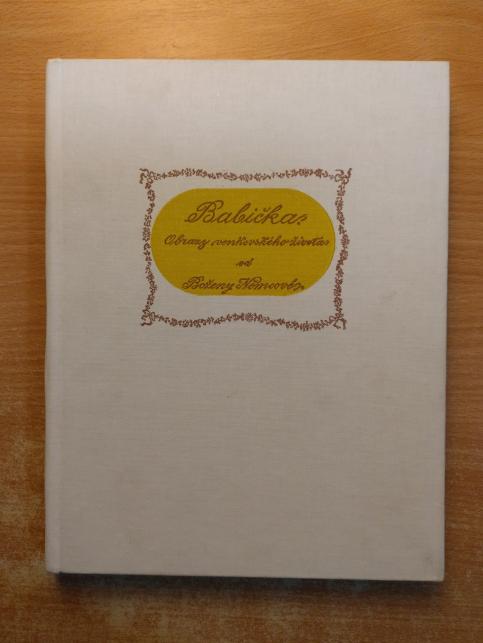 Babička.
Obrazy venkovského života
od
Boženy Němcové.